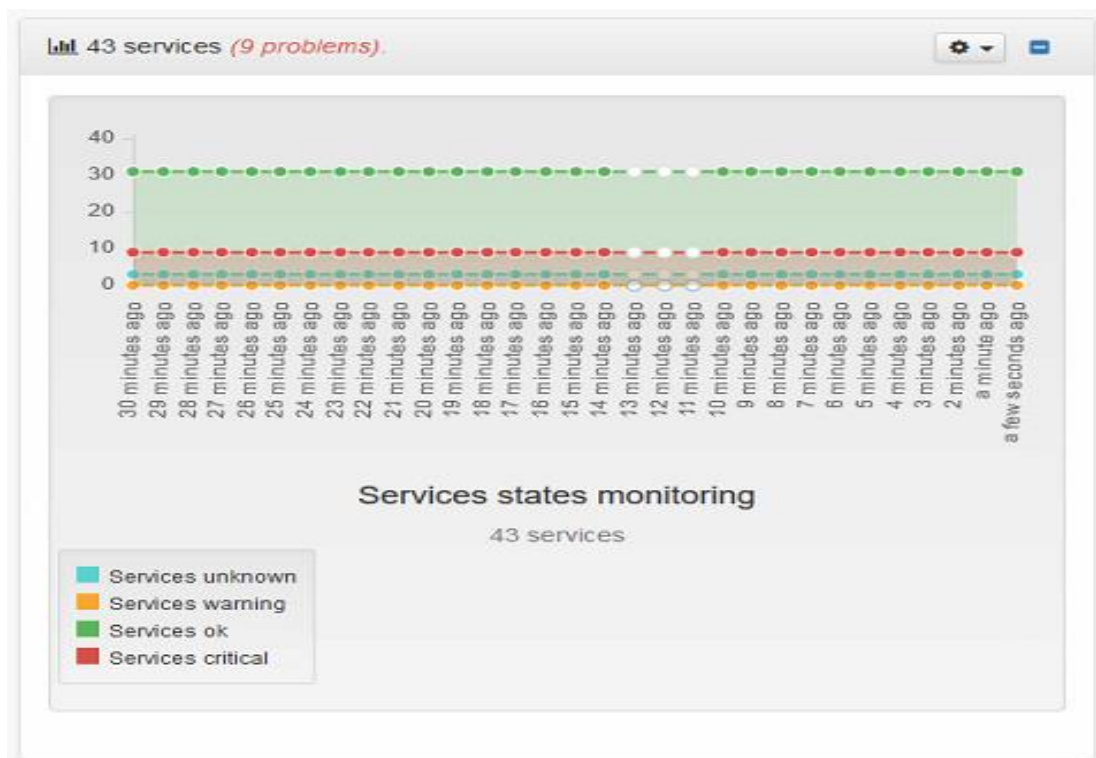 43 services (9 problems).
40
30
20
10
0
30 minutes ago
29 minutes ago
28 minutes ago
27 minutes ago
26 minutes ago
25 minutes ago
24 minutes ago
23 minutes ago
22 minutes ago
21 minutes ago
20 minutes ago
19 minutes ago
18 minutes ago
17 minutes ago
16 minutes ago
15 minutes ago
14 minutes ago
13 minutes ago
12 minutes ago
11 minutes ago
10 minutes ago
9 minutes ago
8 minutes ago
7 minutes ago
6 minutes ago
5 minutes ago
4 minutes ago
3 minutes ago
2 minutes ago
a minute ago
a few seconds ago
Services states monitoring
43 services
Services unknown
Services warning
Services ok
Services critical